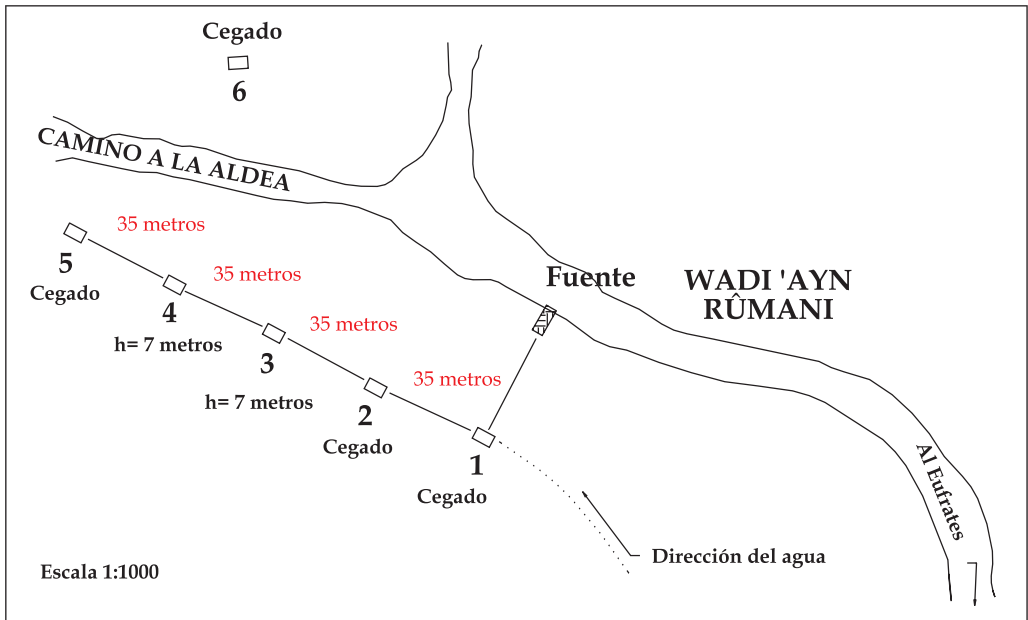 Cegado
6
CAMINO A LA ALDEA
35 metros
5
Cegado
35 metros
4
h= 7 metros
Fuente
WADI 'AYN
RÛMANI
35 metros
3
h= 7 metros
35 metros
2
Cegado
1
Cegado
Al Eufrates
Dirección del agua
Escala 1:1000